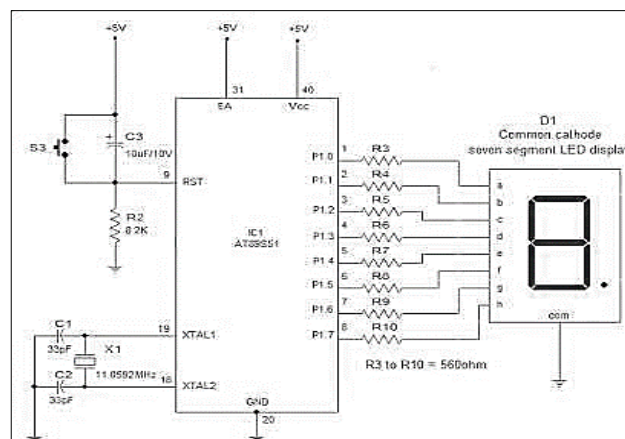 +5V
+5V
+5V
31
40
EA
Vcc
S3
+
C3
10uF/10V
9
RST
R2
8.2K
IC1
AT89S51
P1.0
1
R3
P1.1
2
R4
P1.2
3
R5
P1.3
4
R6
P1.4
5
R7
P1.5
6
R8
P1.6
7
R9
P1.7
8
R10
D1
Common cathode
seven segment LED display
a
b
c
d
e
f
g
h
com
R3 to R10 = 560ohm
C1
33pF
19
XTAL1
X1
11.0592MHz
C2
33pF
18
XTAL2
GND
20